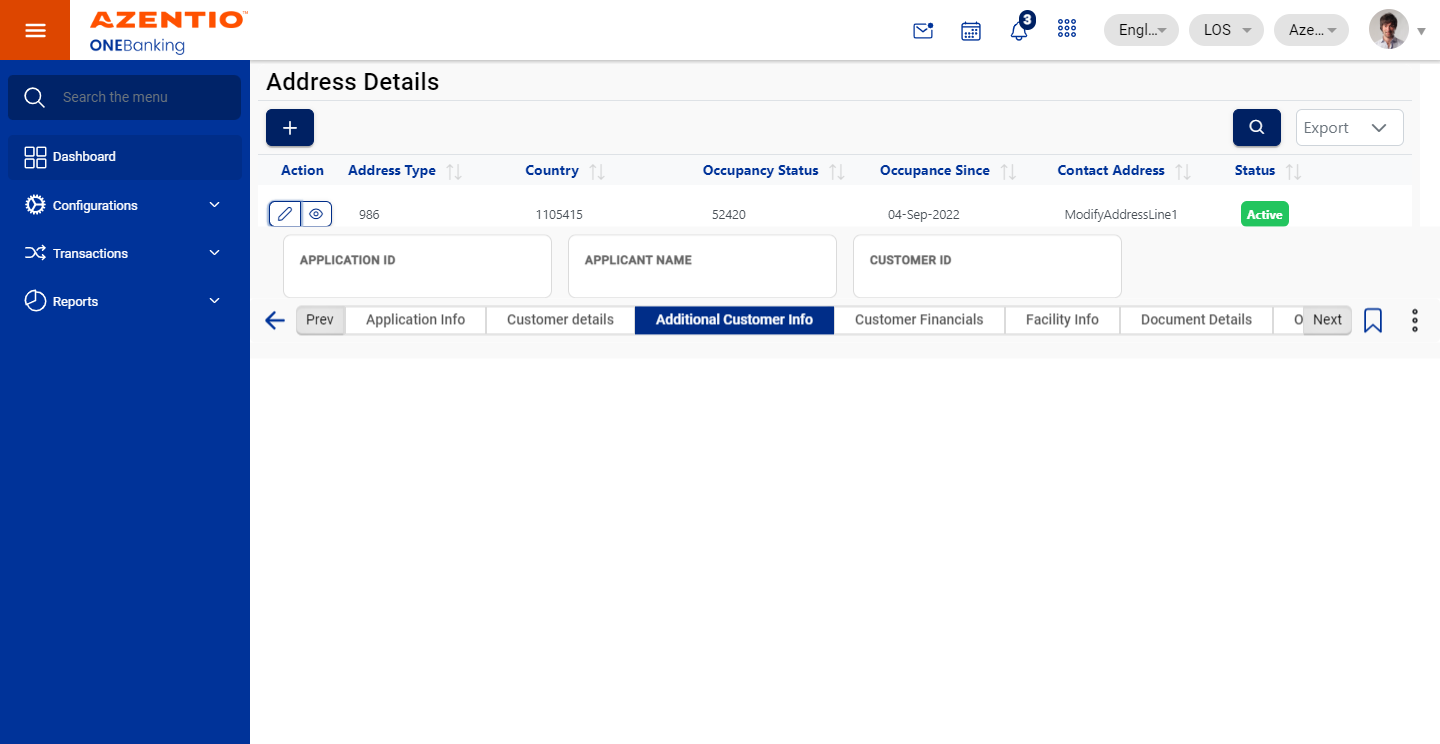 AZENTIO™
ONEBanking
3
Engl...
LOS
Aze...
Search the menu
Dashboard
Configurations
Transactions
Reports
Address Details
+
Export
Action Address Type Country Occupancy Status Occupance Since Contact Address Status
986 1105415 52420 04-Sep-2022 ModifyAddressLine1 Active
APPLICATION ID APPLICANT NAME CUSTOMER ID
Prev Application Info Customer details Additional Customer Info Customer Financials Facility Info Document Details O Next